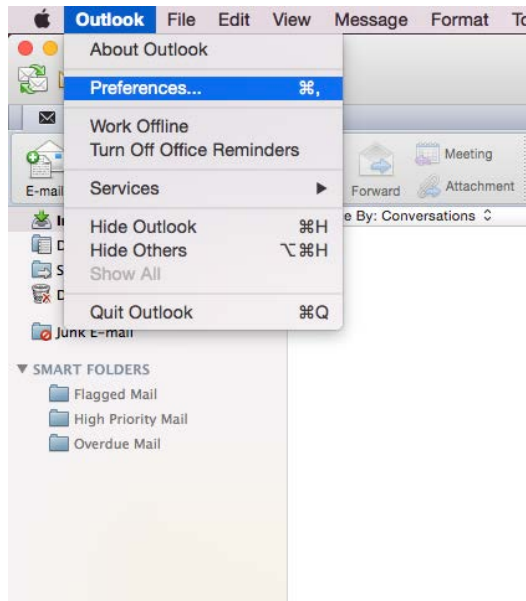 Outlook File Edit View Message Format
About Outlook
Preferences... ⌘,
Work Offline
Turn Off Office Reminders
Services
Hide Outlook ⌘H
Hide Others ⌥⌘H
Show All
Quit Outlook ⌘Q
E-mail
Forward
Meeting
Attachment
e By: Conversations
Junk E-mail
SMART FOLDERS
Flagged Mail
High Priority Mail
Overdue Mail